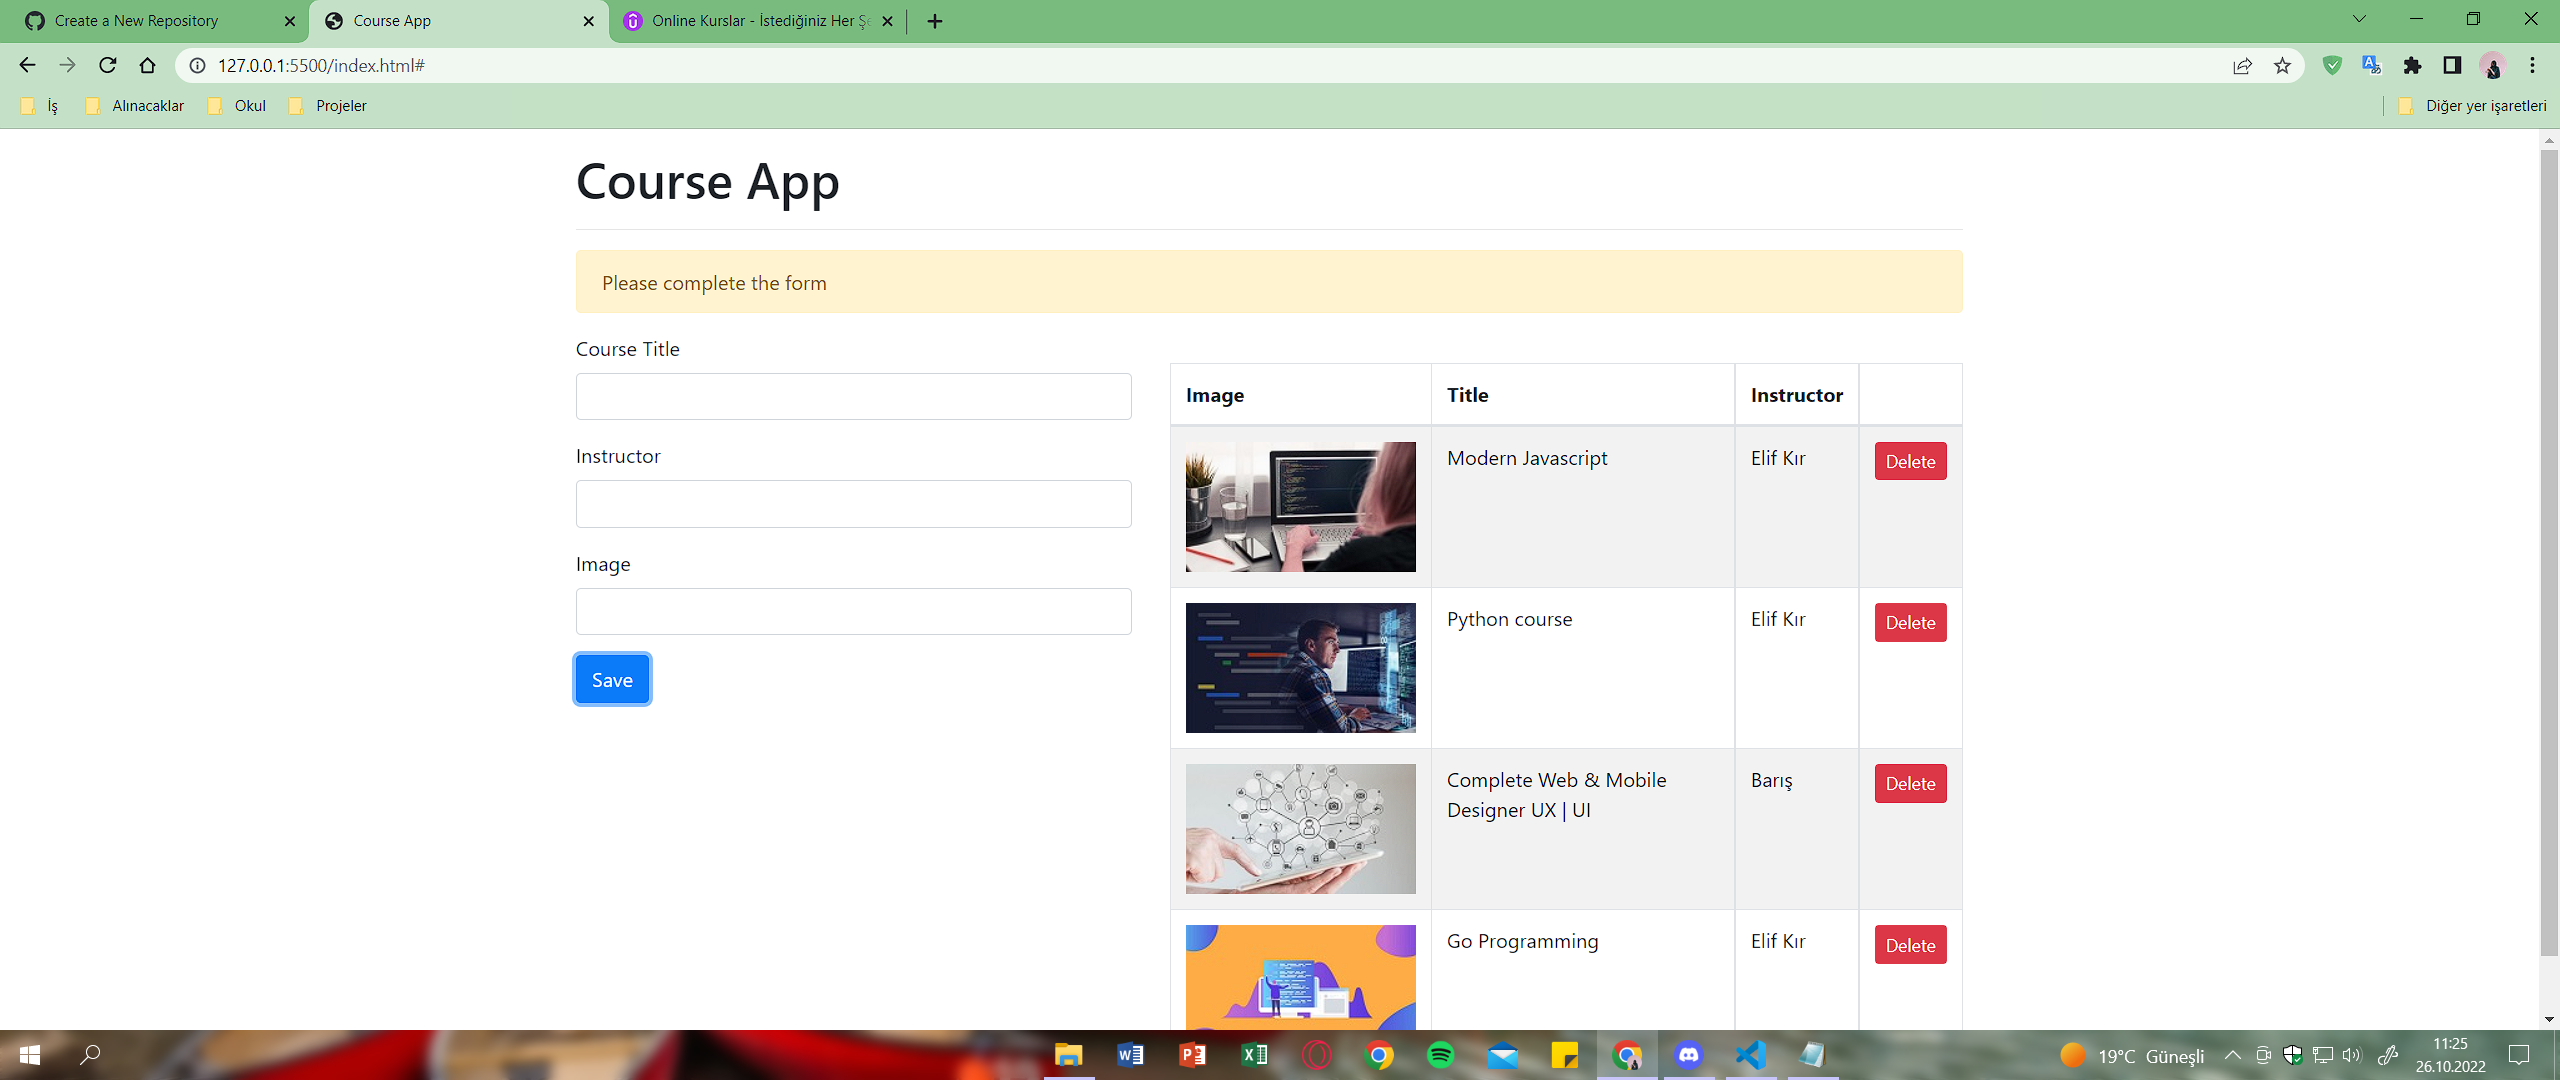 Create a New Repository
Course App
Online Kurslar - İstediğiniz Her Şe
127.0.0.1:5500/index.html#
İş
Alınacaklar
Okul
Projeler
Diğer yer işaretleri
Course App
Please complete the form
Course Title
Instructor
Image
Save
Image Title Instructor
Modern Javascript Elif Kır Delete
Python course Elif Kır Delete
Complete Web & Mobile Barış Delete
Designer UX | UI
Go Programming Elif Kır Delete
19°C Güneşli
11:25
26.10.2022